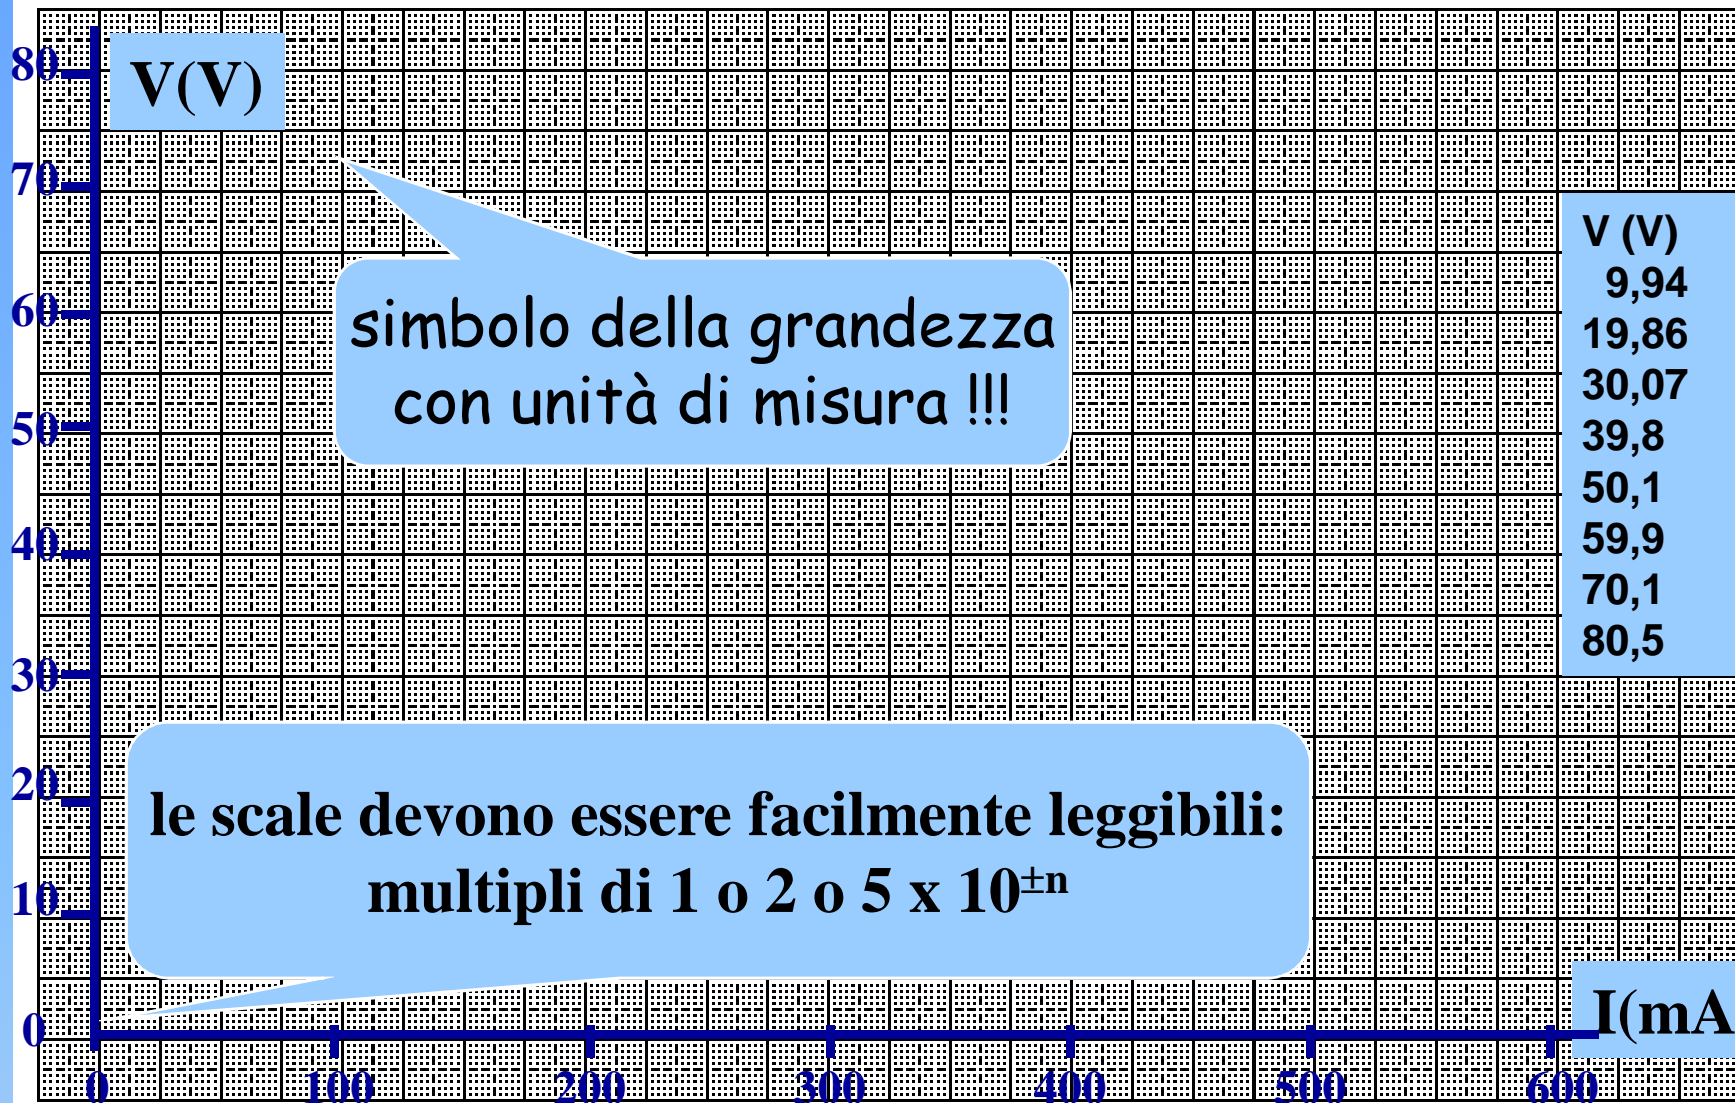 80
V(V)
70
V (V)
9,94
60
simbolo della grandezza
19,86
con unità di misura !!!
30,07
50
39,8
50,1
40
59,9
70,1
30
80,5
20
le scale devono essere facilmente leggibili:
multipli di 1 o 2 o 5 x 10±n
10
0
I(mA
0 100 200 300 400 500 600